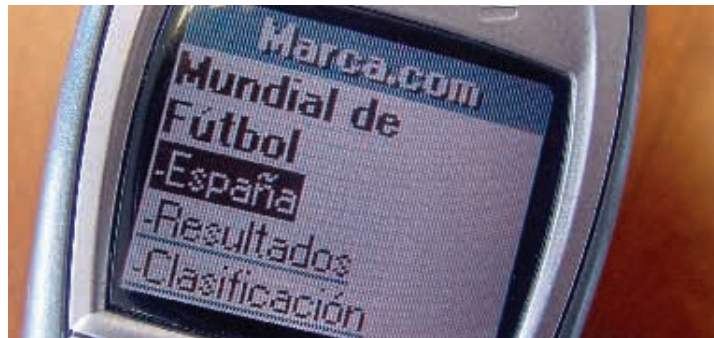 Marca.com
Mundial de
Fútbol
-España
-Resultados
-Clasificación